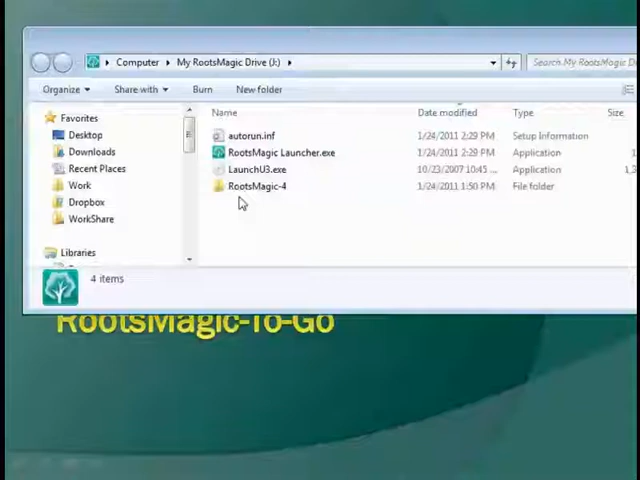 Computer ▸ My RootsMagic Drive (J:) ▸
Search My RootsMagic
Organize ▾ Share with ▾ Burn New folder
Name Date modified Type Size
autorun.inf 1/24/2011 2:29 PM Setup Information
RootsMagic Launcher.exe 1/24/2011 2:29 PM Application 1
LaunchU3.exe 10/23/2007 10:45 ... Application 1,3
RootsMagic-4 1/24/2011 1:50 PM File folder
Favorites
Desktop
Downloads
Recent Places
Work
Dropbox
WorkShare
Libraries
4 items
RootsMagic-To-Go